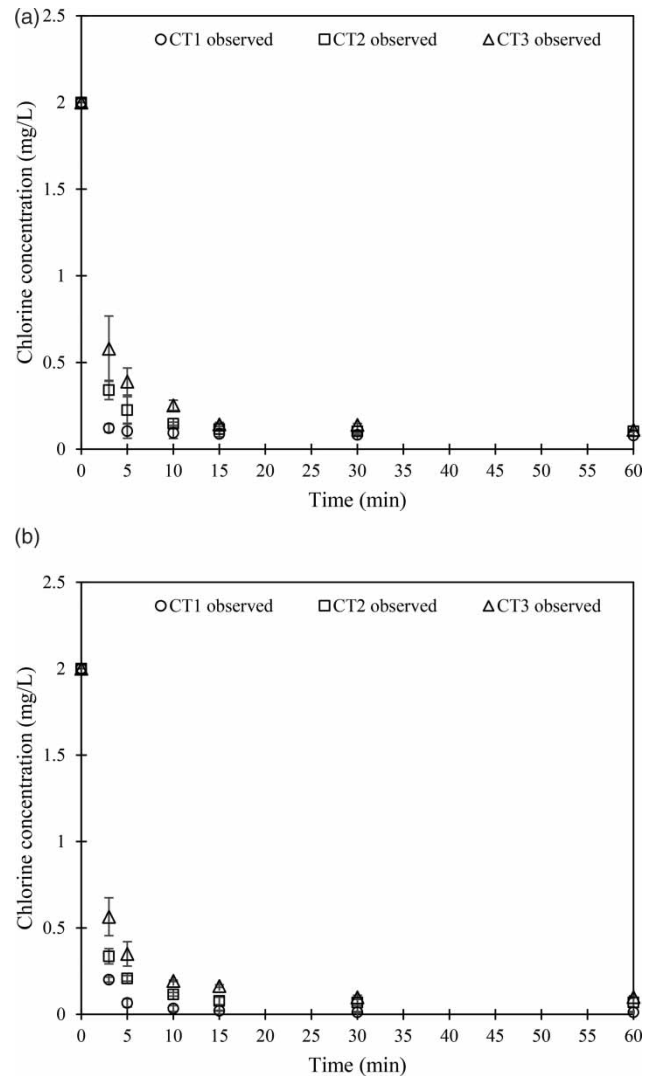 (a)
2.5
CT1 observed CT2 observed CT3 observed
2
1.5
1
0.5
0
Chlorine concentration (mg/L)
0 5 10 15 20 25 30 35 40 45 50 55 60
Time (min)
(b)
2.5
CT1 observed CT2 observed CT3 observed
2
1.5
1
0.5
0
Chlorine concentration (mg/L)
0 5 10 15 20 25 30 35 40 45 50 55 60
Time (min)